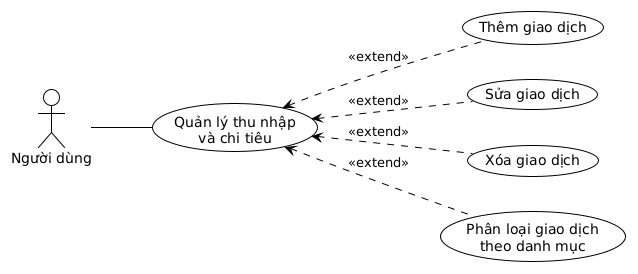 Thêm giao dịch
«extend»
Sửa giao dịch
«extend»
Quản lý thu nhập
và chi tiêu
«extend»
Người dùng
Xóa giao dịch
«extend»
Phân loại giao dịch
theo danh mục